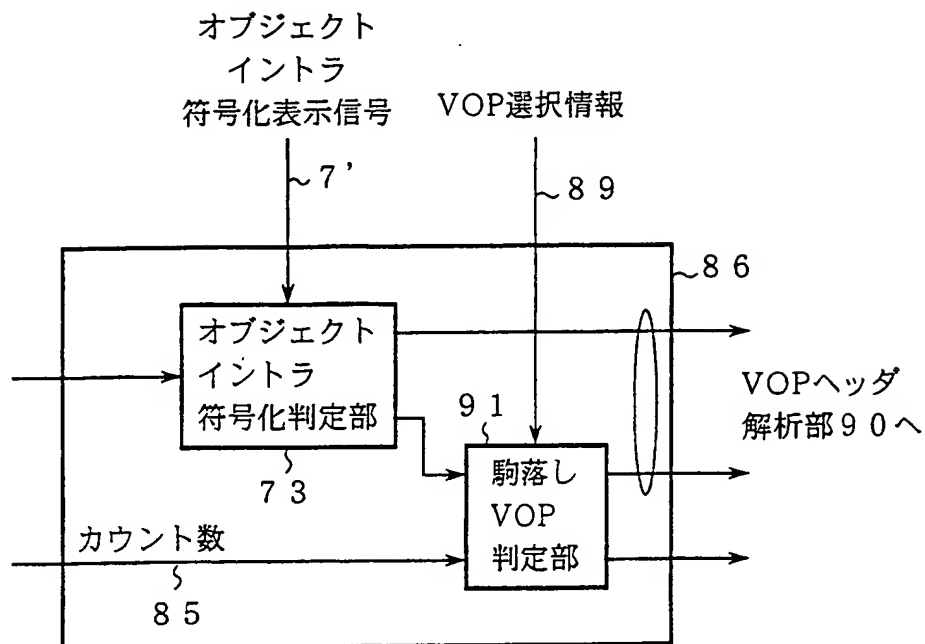 オブジェクト
イントラ
符号化表示信号
VOP選択情報
7'
89
86
オブジェクト
イントラ
符号化判定部
73
91
駒落し
VOP
判定部
VOPヘッダ
解析部90へ
カウント数
85